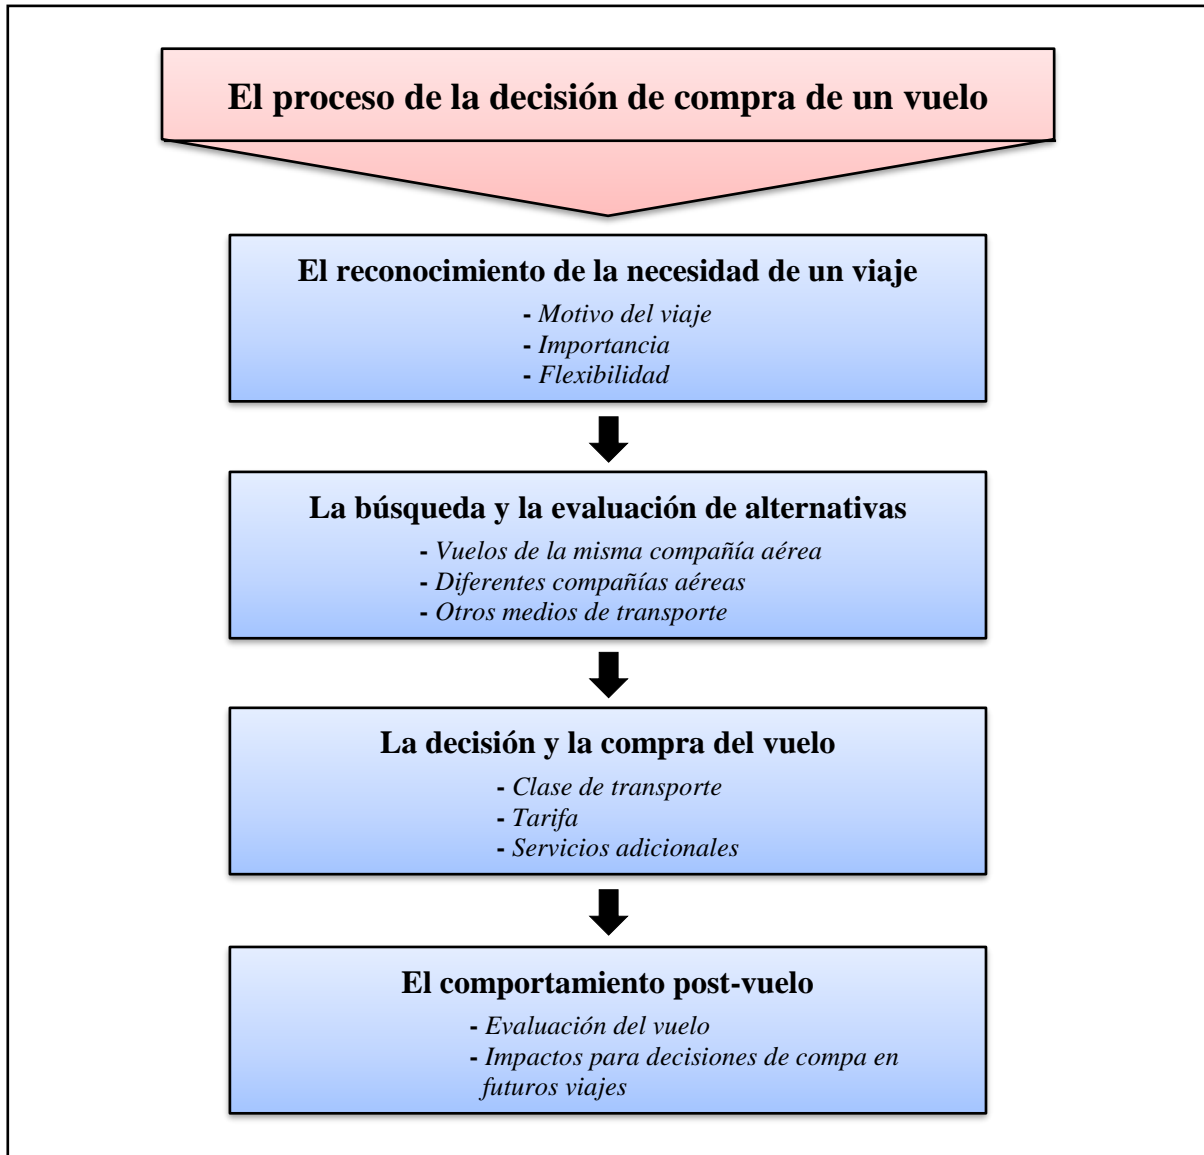 El proceso de la decisión de compra de un vuelo
El reconocimiento de la necesidad de un viaje
- Motivo del viaje
- Importancia
- Flexibilidad
La búsqueda y la evaluación de alternativas
- Vuelos de la misma compañía aérea
- Diferentes compañías aéreas
- Otros medios de transporte
La decisión y la compra del vuelo
- Clase de transporte
- Tarifa
- Servicios adicionales
El comportamiento post-vuelo
- Evaluación del vuelo
- Impactos para decisiones de compa en
futuros viajes